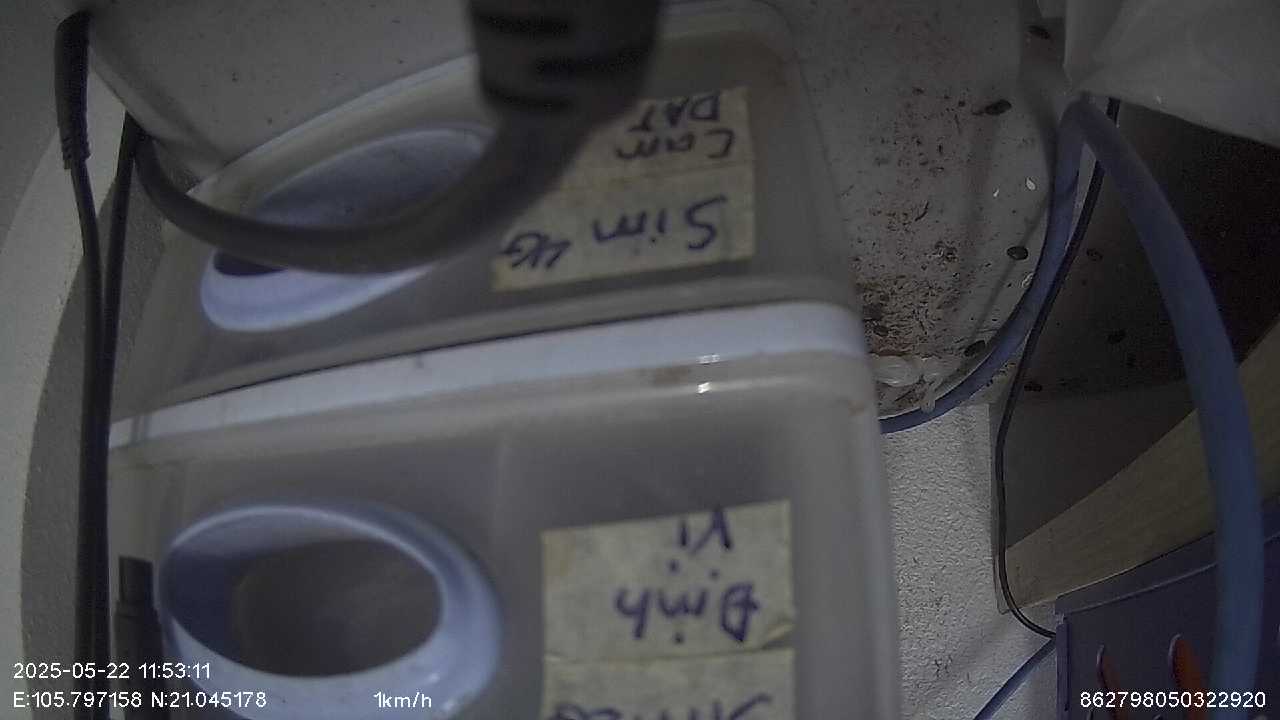 Cam
DAT
Sim 4G
Định
Vị
2025-05-22 11:53:11
E:105.797158 N:21.045178
1km/h
862798050322920